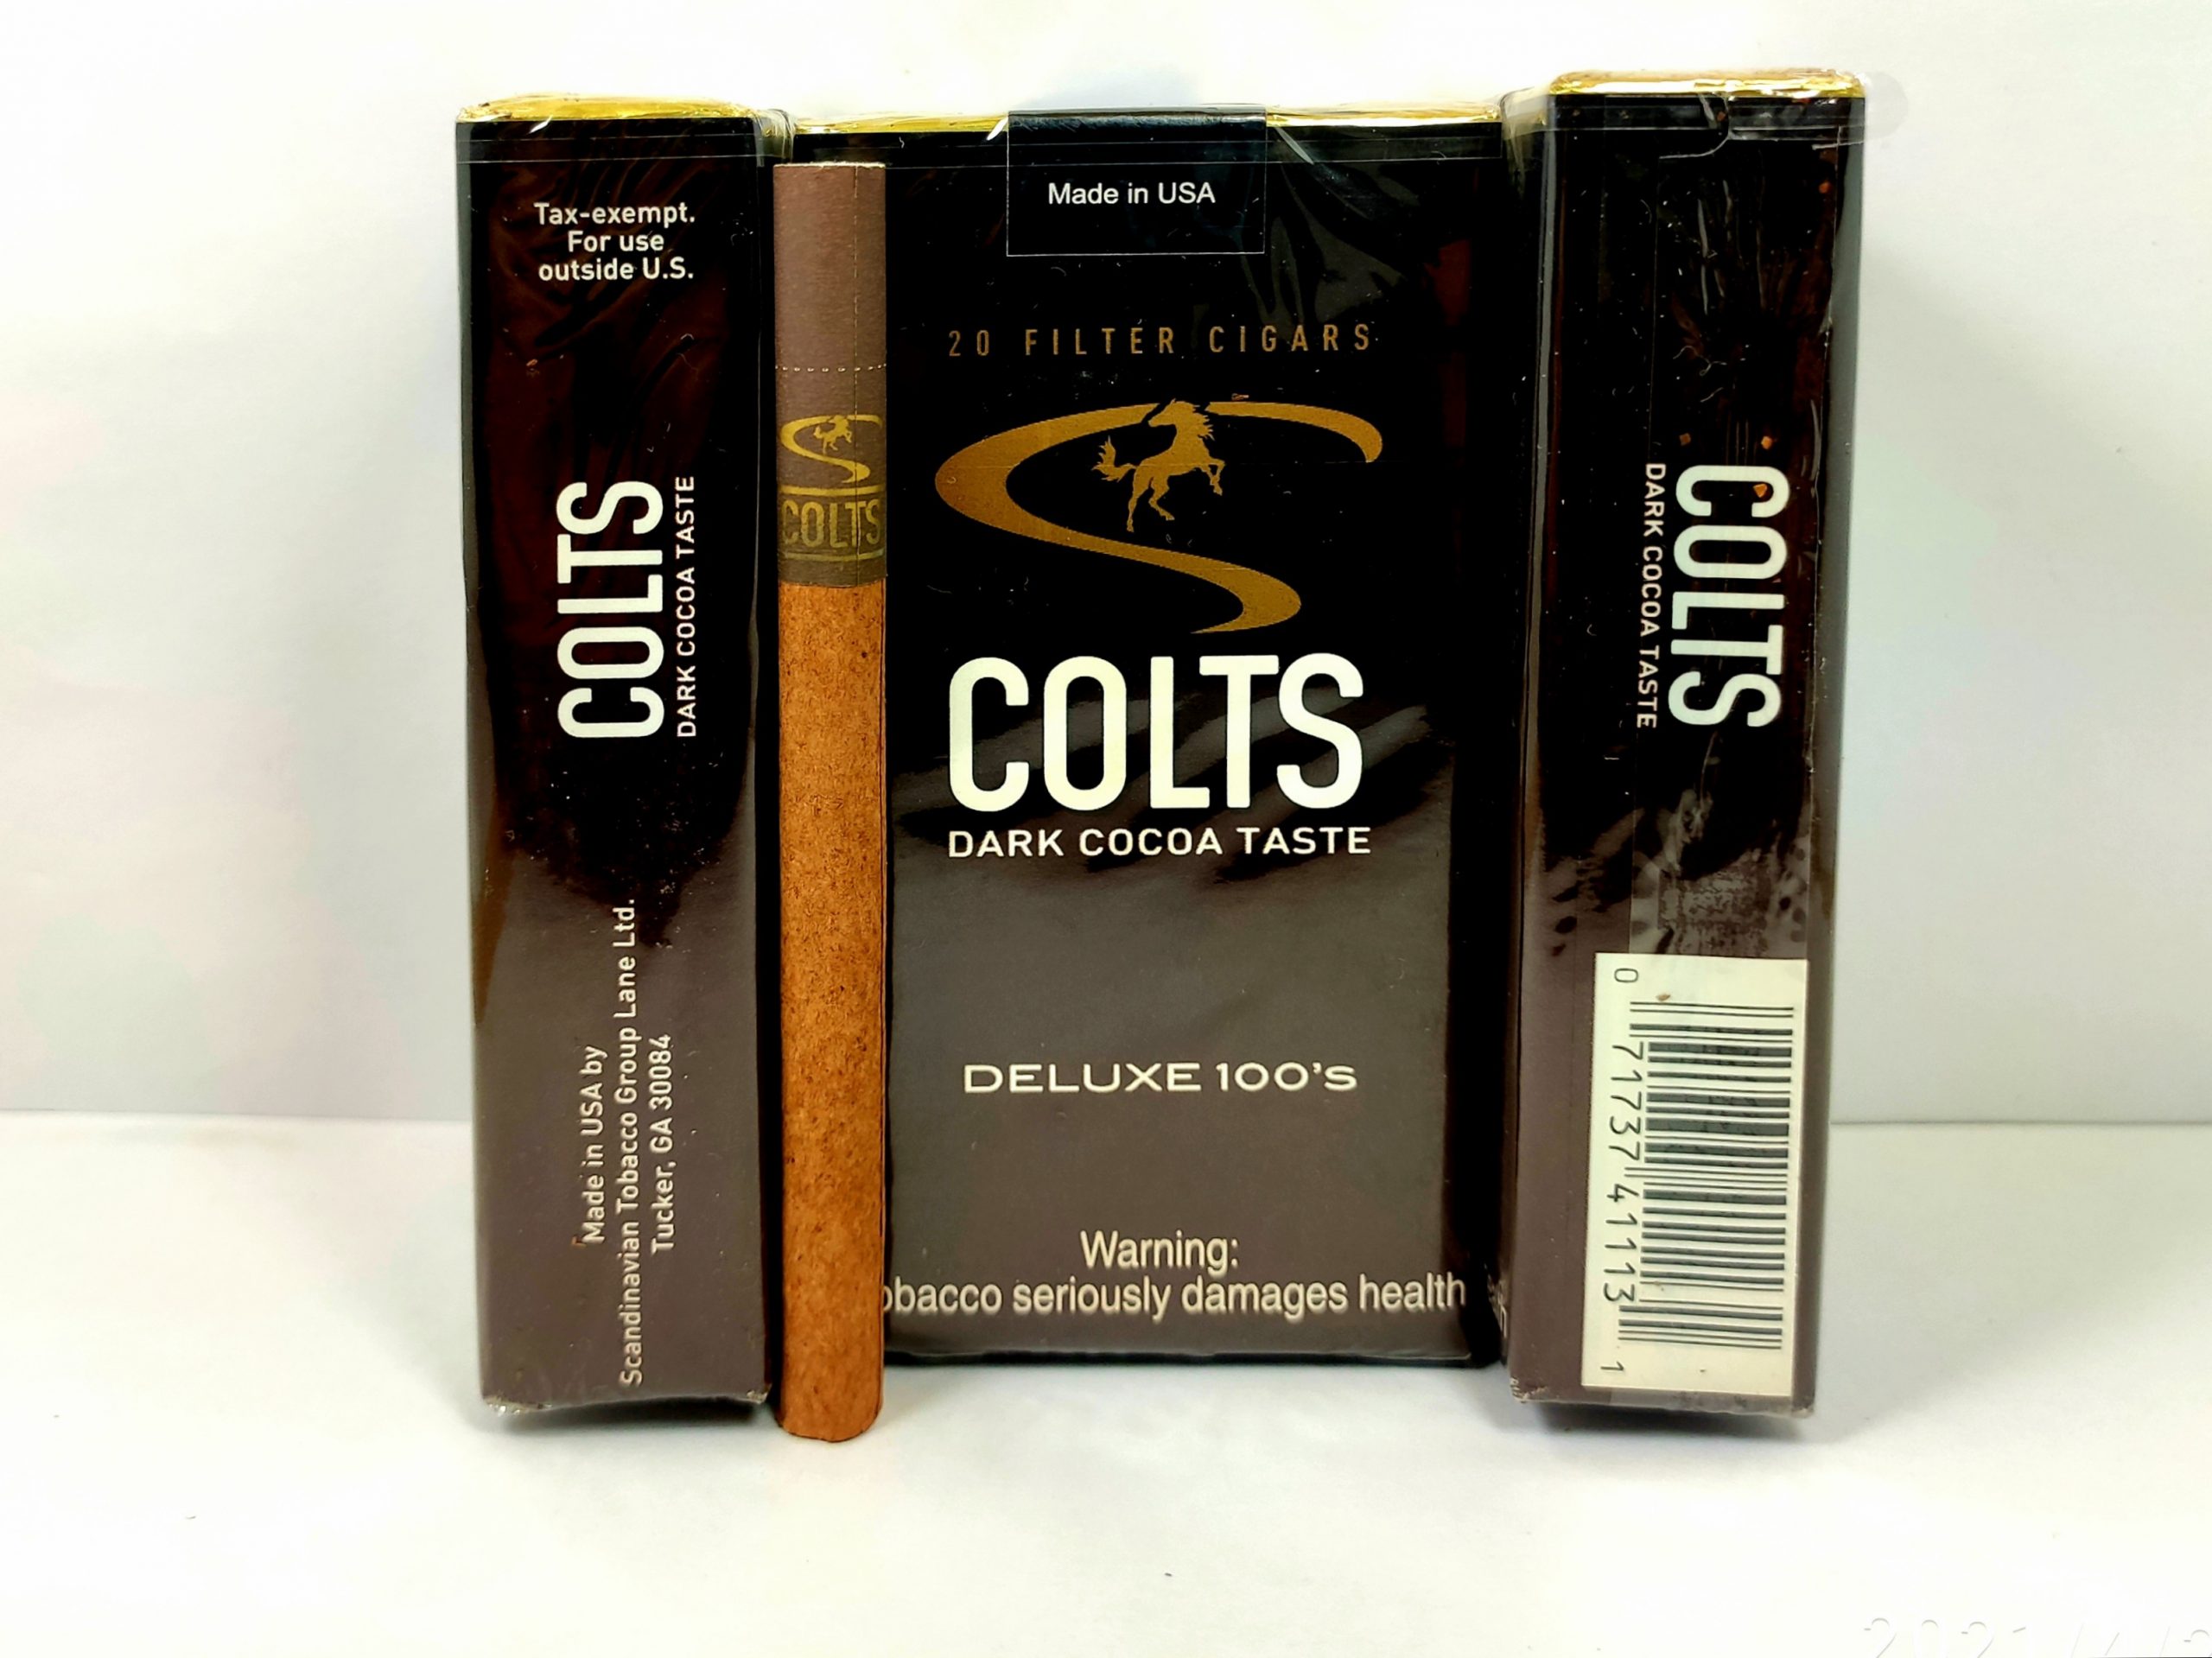 Tax-exempt.
For use
outside U.S.
COLTS
DARK COCOA TASTE
Made in USA by
Scandinavian Tobacco Group Lane Ltd.
Tucker, GA 30084
COLTS
Made in USA
20 FILTER CIGARS
COLTS
DARK COCOA TASTE
DELUXE 100'S
Warning:
obacco seriously damages health
COLTS
DARK COCOA TASTE
0 71737 41113 1